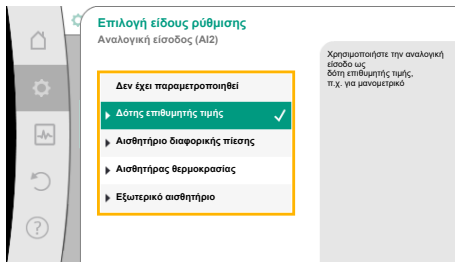 Επιλογή είδους ρύθμισης
Αναλογική είσοδος (AI2)
Δεν έχει παραμετροποιηθεί
Δότης επιθυμητής τιμής
Αισθητήριο διαφορικής πίεσης
Αισθητήρας θερμοκρασίας
Εξωτερικό αισθητήριο
Χρησιμοποιήστε την αναλογική
είσοδο ως
δότη επιθυμητής τιμής,
π.χ. για μανομετρικό